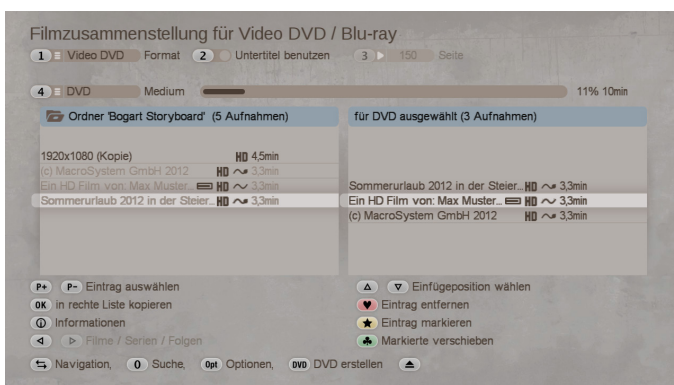 Filmzusammenstellung für Video DVD / Blu-ray
1 Video DVD Format 2 Untertitel benutzen 3 150 Seite
4 DVD Medium 11% 10min
Ordner 'Bogart Storyboard' (5 Aufnahmen)
für DVD ausgewählt (3 Aufnahmen)
1920x1080 (Kopie) HD 4,5min
(c) MacroSystem GmbH 2012 HD 3,3min
Ein HD Film von: Max Muster... HD 3,3min
Sommerurlaub 2012 in der Steier... HD 3,3min
Sommerurlaub 2012 in der Steier... HD 3,3min
Ein HD Film von: Max Muster... HD 3,3min
(c) MacroSystem GmbH 2012 HD 3,3min
P+ P- Eintrag auswählen
OK in rechte Liste kopieren
Informationen
Filme / Serien / Folgen
Einfügeposition wählen
Eintrag entfernen
Eintrag markieren
Markierte verschieben
Navigation, 0 Suche, Opt Optionen, DVD DVD erstellen